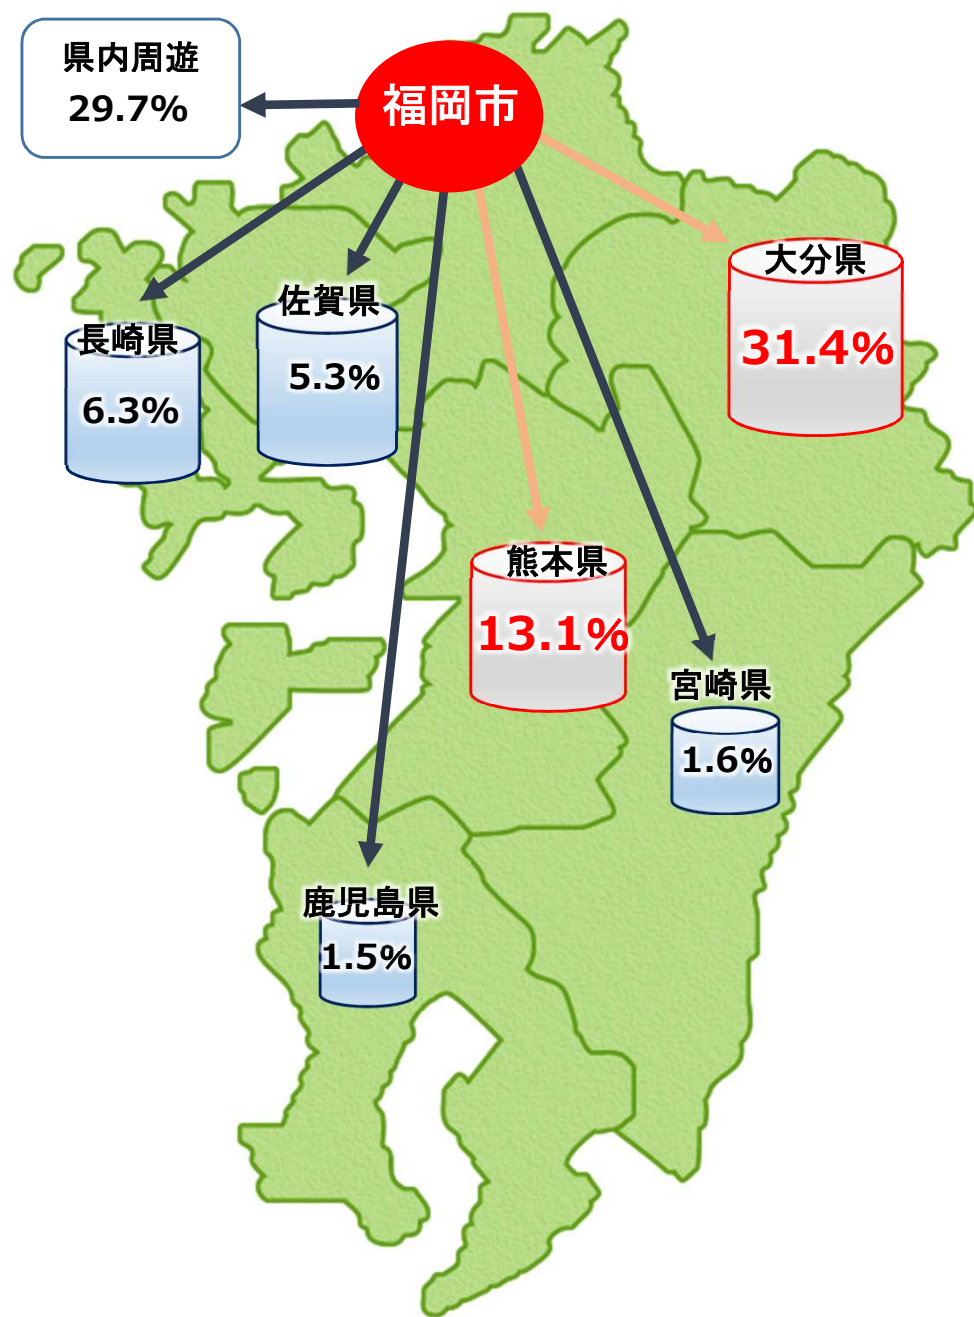 県内周遊
29.7%
福岡市
大分県
31.4%
佐賀県
5.3%
長崎県
6.3%
熊本県
13.1%
宮崎県
1.6%
鹿児島県
1.5%